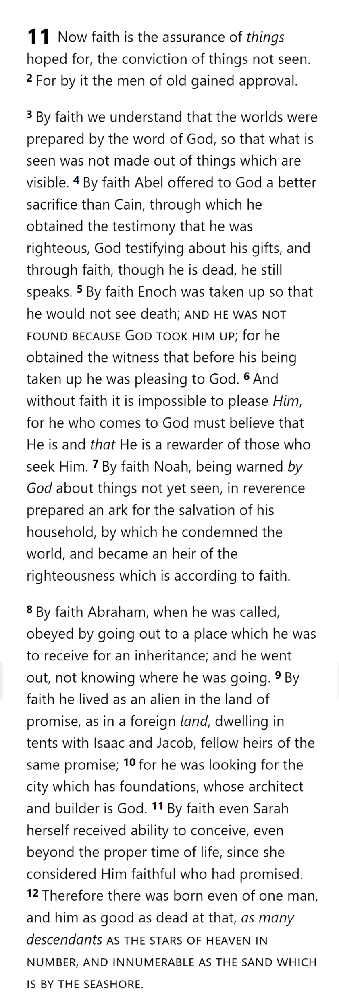 11 Now faith is the assurance of things
hoped for, the conviction of things not seen.
2 For by it the men of old gained approval.
3 By faith we understand that the worlds were
prepared by the word of God, so that what is
seen was not made out of things which are
visible. 4 By faith Abel offered to God a better
sacrifice than Cain, through which he
obtained the testimony that he was
righteous, God testifying about his gifts, and
through faith, though he is dead, he still
speaks. 5 By faith Enoch was taken up so that
he would not see death; AND HE WAS NOT
FOUND BECAUSE GOD TOOK HIM UP; for he
obtained the witness that before his being
taken up he was pleasing to God. 6 And
without faith it is impossible to please Him,
for he who comes to God must believe that
He is and that He is a rewarder of those who
seek Him. 7 By faith Noah, being warned by
God about things not yet seen, in reverence
prepared an ark for the salvation of his
household, by which he condemned the
world, and became an heir of the
righteousness which is according to faith.
8 By faith Abraham, when he was called,
obeyed by going out to a place which he was
to receive for an inheritance; and he went
out, not knowing where he was going. 9 By
faith he lived as an alien in the land of
promise, as in a foreign land, dwelling in
tents with Isaac and Jacob, fellow heirs of the
same promise; 10 for he was looking for the
city which has foundations, whose architect
and builder is God. 11 By faith even Sarah
herself received ability to conceive, even
beyond the proper time of life, since she
considered Him faithful who had promised.
12 Therefore there was born even of one man,
and him as good as dead at that, as many
descendants AS THE STARS OF HEAVEN IN
NUMBER, AND INNUMERABLE AS THE SAND WHICH
IS BY THE SEASHORE.